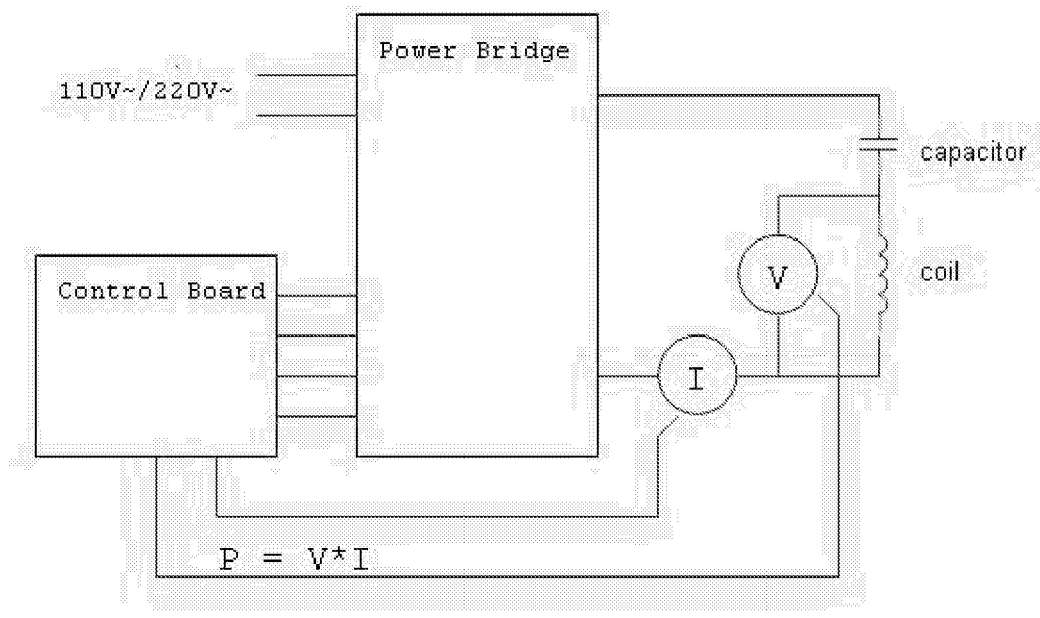 Power Bridge
110V~/220V~
capacitor
V
coil
Control Board
I
P = V*I